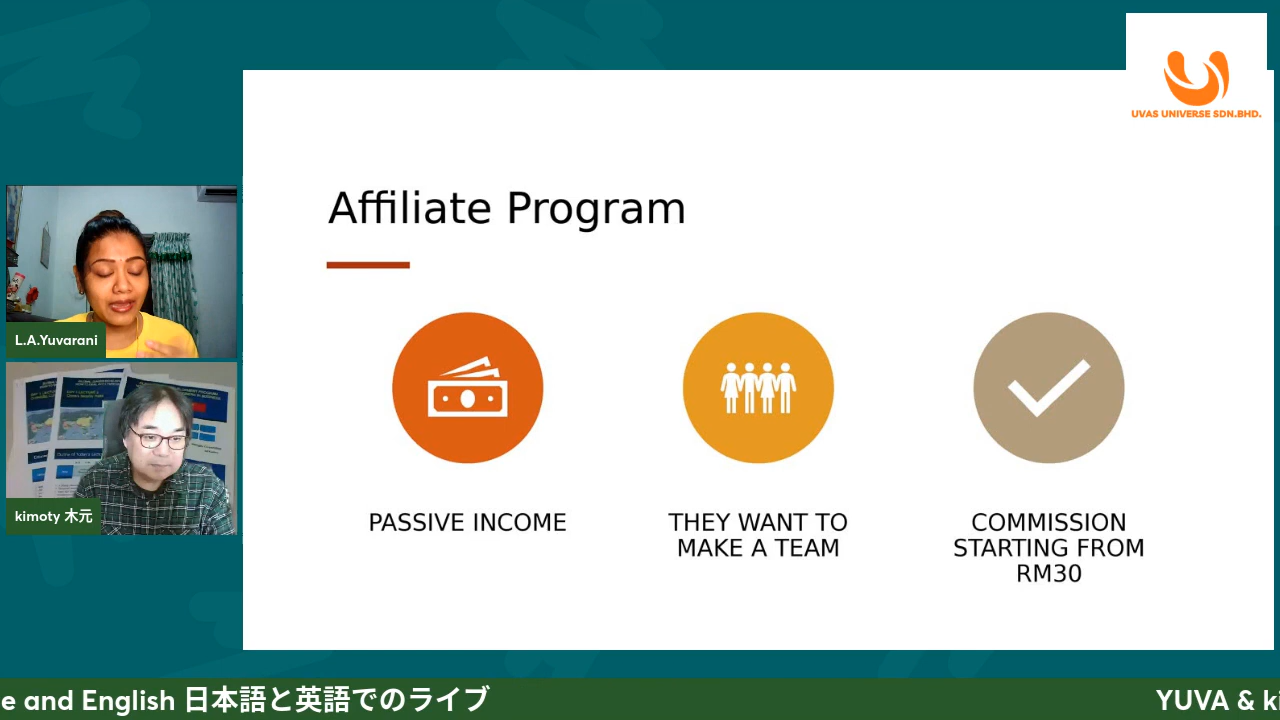 UVAS UNIVERSE SDN.BHD.
Affiliate Program
PASSIVE INCOME
THEY WANT TO
MAKE A TEAM
COMMISSION
STARTING FROM
RM30
L.A.Yuvarani
kimoty 木元
e and English 日本語と英語でのライブ
YUVA & ki